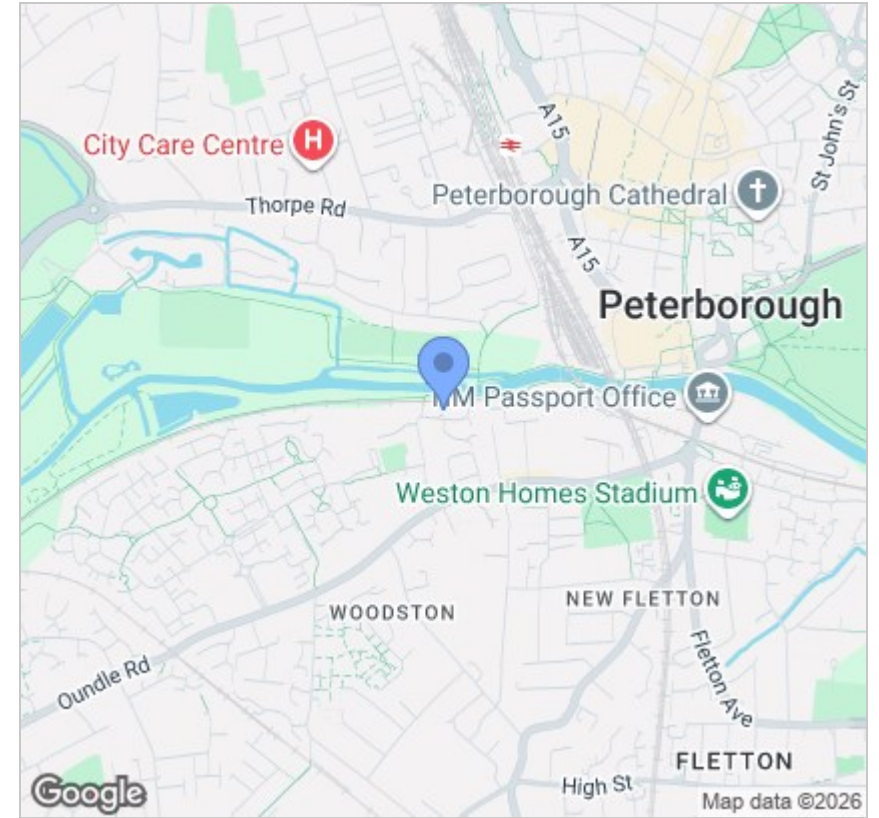 A15
City Care Centre
H
St John's St
Peterborough Cathedral
Thorpe Rd
A15
Peterborough
Passport Office
Weston Homes Stadium
WOODSTON
NEW FLETTON
Oundle Rd
Fletton Ave
FLETTON
High St
Google
Map data ©2026